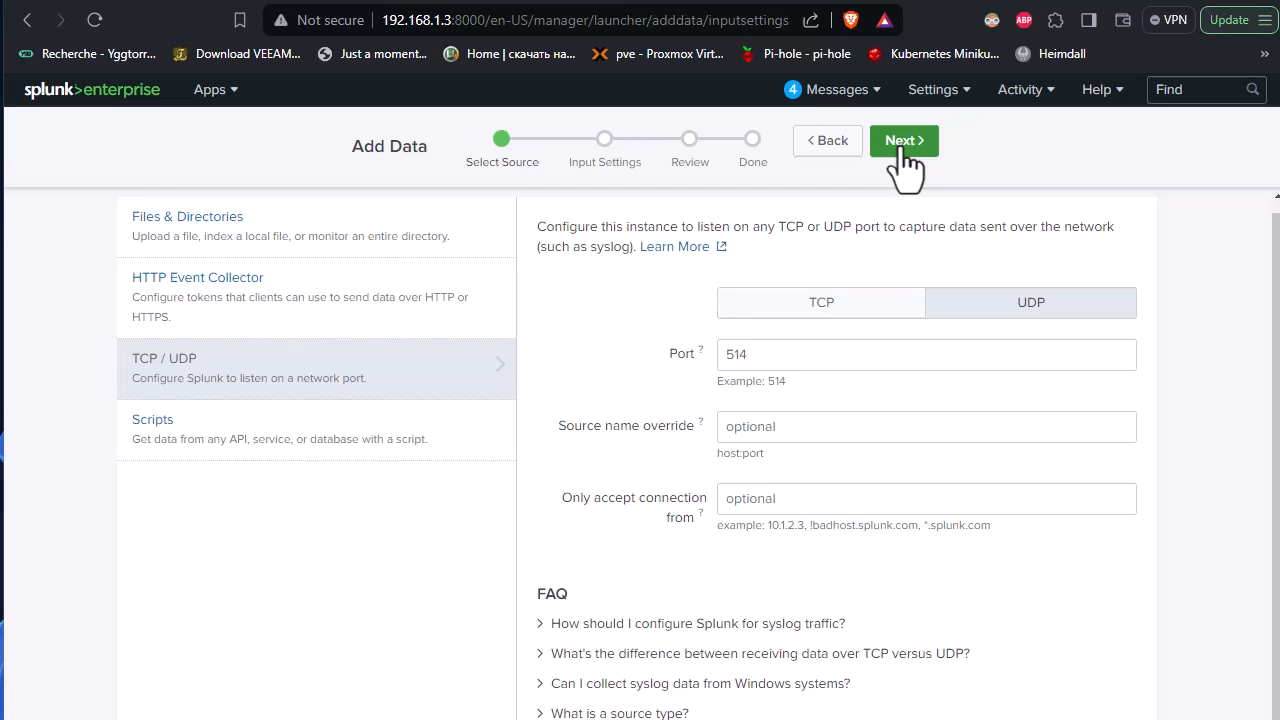 Not secure 192.168.1.3:8000/en-US/manager/launcher/adddata/inputsettings ABP VPN Update
Recherche - Yggtorr... Download VEEAM... Just a moment... Home | скачать на... pve - Proxmox Virt... Pi-hole - pi-hole Kubernetes Miniku... Heimdall »
splunk>enterprise Apps 4 Messages Settings Activity Help Find
Add Data Select Source Input Settings Review Done < Back Next >
Files & Directories
Upload a file, index a local file, or monitor an entire directory.
HTTP Event Collector
Configure tokens that clients can use to send data over HTTP or
HTTPS.
TCP / UDP
Configure Splunk to listen on a network port.
Scripts
Get data from any API, service, or database with a script.
Configure this instance to listen on any TCP or UDP port to capture data sent over the network
(such as syslog). Learn More
TCP UDP
Port ? 514
Example: 514
Source name override ? optional
host:port
Only accept connection
from ? optional
example: 10.1.2.3, !badhost.splunk.com, *.splunk.com
FAQ
> How should I configure Splunk for syslog traffic?
> What's the difference between receiving data over TCP versus UDP?
> Can I collect syslog data from Windows systems?
> What is a source type?